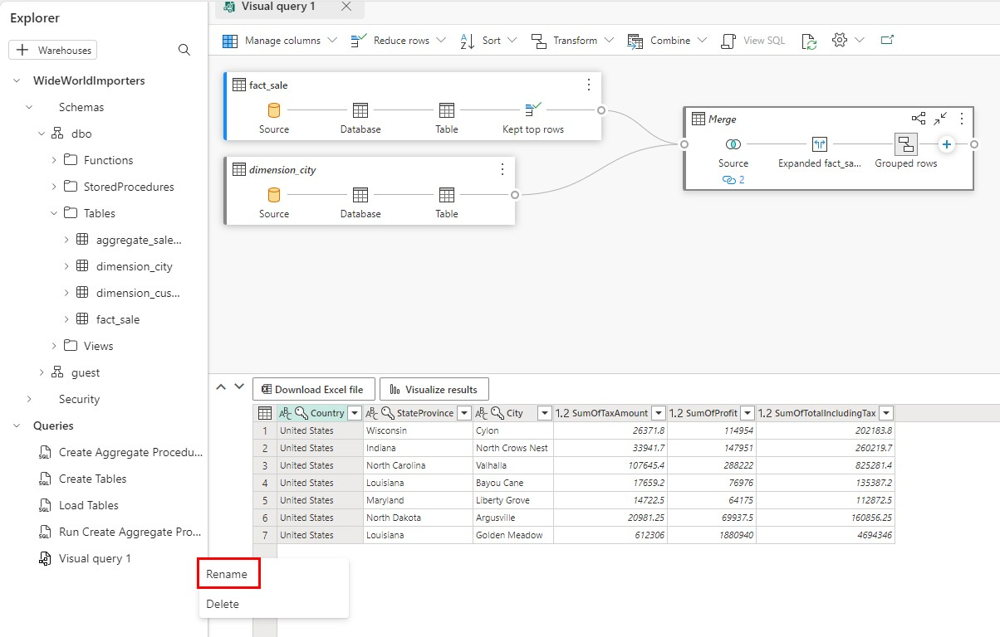 Explorer
Warehouses
WideWorldImporters
Schemas
dbo
Functions
StoredProcedures
Tables
aggregate_sale...
dimension_city
dimension_cus...
fact_sale
Views
guest
Security
Queries
Create Aggregate Procedu...
Create Tables
Load Tables
Run Create Aggregate Pro...
Visual query 1
Rename
Delete
Visual query 1
Manage columns Reduce rows Sort Transform Combine View SQL
fact_sale
Source Database Table Kept top rows
dimension_city
Source Database Table
Merge
Source Expanded fact_sa... Grouped rows
2
Download Excel file Visualize results
Country StateProvince City 1.2 SumOfTaxAmount 1.2 SumOfProfit 1.2 SumOfTotalIncludingTax
1 United States Wisconsin Cylon 26371.8 114954 202183.8
2 United States Indiana North Crows Nest 33941.7 147951 260219.7
3 United States North Carolina Valhalla 107645.4 288222 825281.4
4 United States Louisiana Bayou Cane 17659.2 76976 135387.2
5 United States Maryland Liberty Grove 14722.5 64175 112872.5
6 United States North Dakota Argusville 20981.25 69937.5 160856.25
7 United States Louisiana Golden Meadow 612306 1880940 4694346